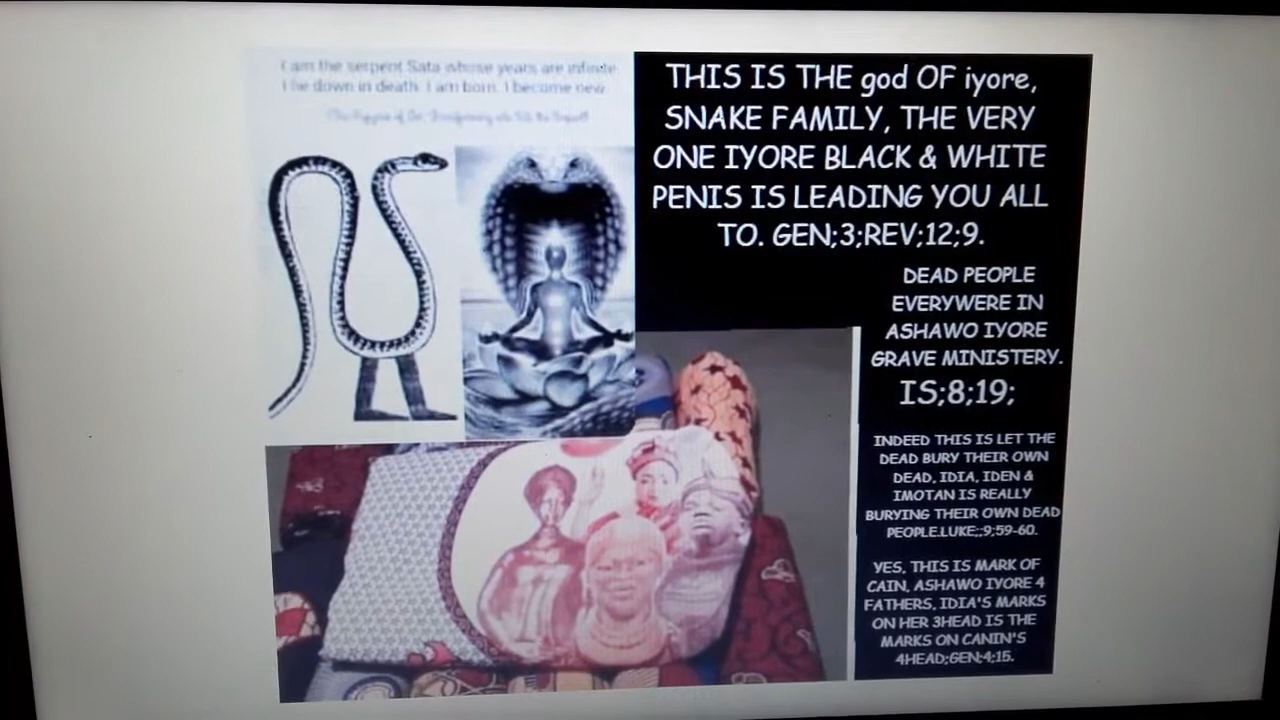 I am the serpent Sata whose years are infinite.
I lie down in death. I am born. I become new
THIS IS THE god OF iyore,
SNAKE FAMILY, THE VERY
ONE IYORE BLACK & WHITE
PENIS IS LEADING YOU ALL
TO. GEN;3;REV;12;9.
DEAD PEOPLE
EVERYWERE IN
ASHAWO IYORE
GRAVE MINISTERY.
IS;8;19;
INDEED THIS IS LET THE
DEAD BURY THEIR OWN
DEAD, IDIA, IDEN &
IMOTAN IS REALLY
BURYING THEIR OWN DEAD
PEOPLE.LUKE;;9;59-60.
YES, THIS IS MARK OF
CAIN, ASHAWO IYORE 4
FATHERS, IDIA'S MARKS
ON HER 3HEAD IS THE
MARKS ON CANIN'S
4HEAD;GEN;4;15.